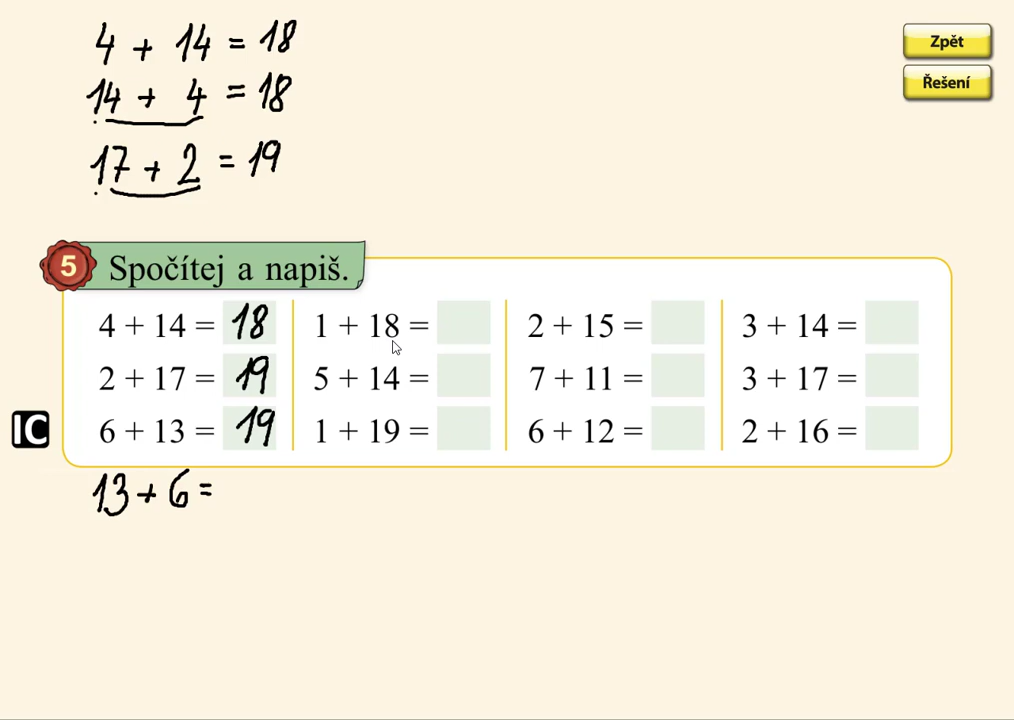 4 + 14 = 18
14 + 4 = 18
17 + 2 = 19
Zpět
Řešení
5 Spočítej a napiš.
4 + 14 = 18 1 + 18 = 2 + 15 = 3 + 14 =
2 + 17 = 19 5 + 14 = 7 + 11 = 3 + 17 =
IC 6 + 13 = 19 1 + 19 = 6 + 12 = 2 + 16 =
13 + 6 =